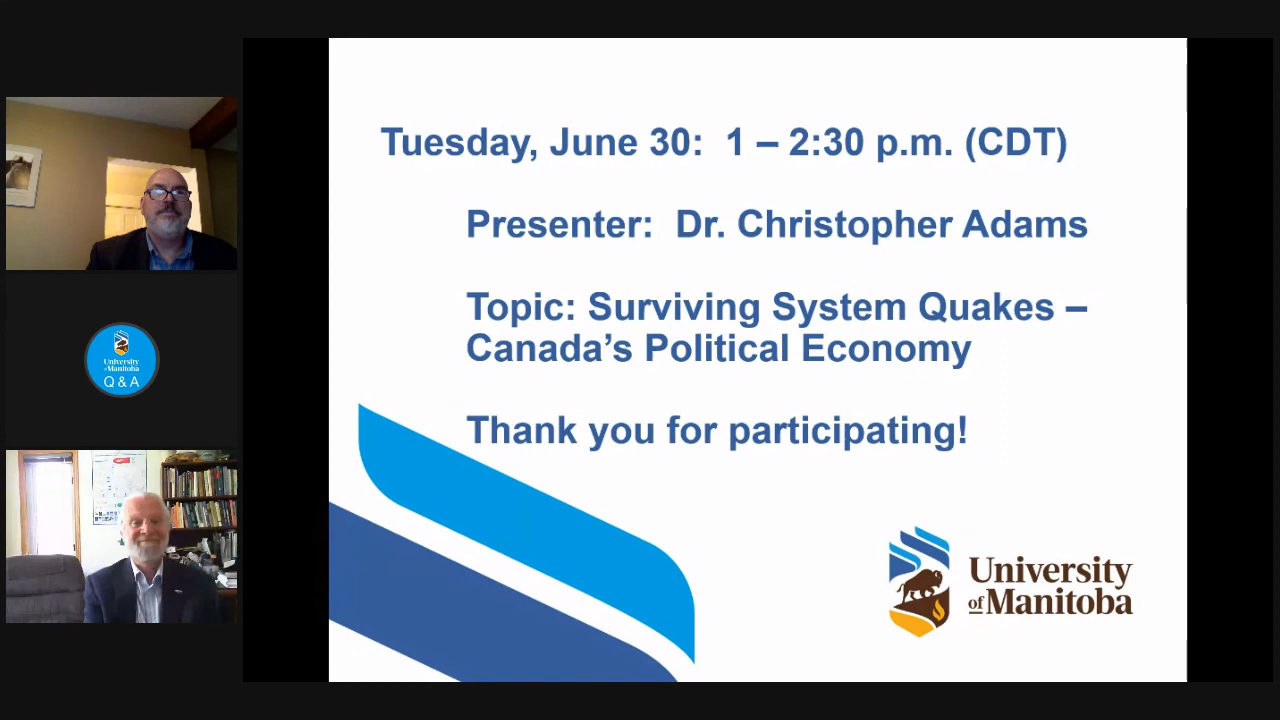 Tuesday, June 30:  1 – 2:30 p.m. (CDT)
Presenter:  Dr. Christopher Adams
Topic: Surviving System Quakes –
Canada’s Political Economy
Thank you for participating!
University
of Manitoba
University
of Manitoba
Q & A